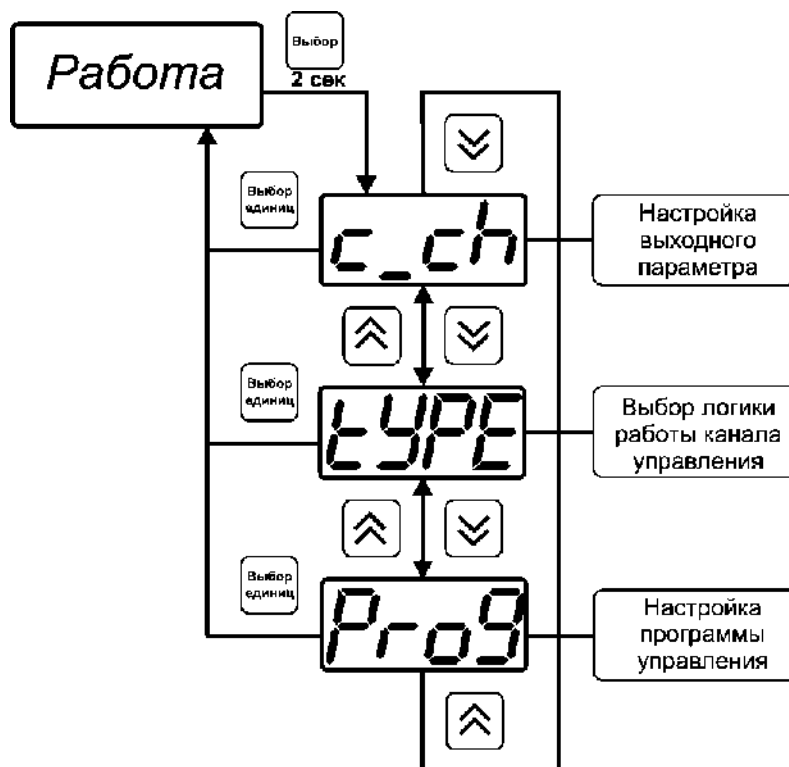 Работа
Выбор
2 сек
Выбор
единиц
c_ch
Настройка
выходного
параметра
Выбор
единиц
tYPE
Выбор логики
работы канала
управления
Выбор
единиц
Prog
Настройка
программы
управления